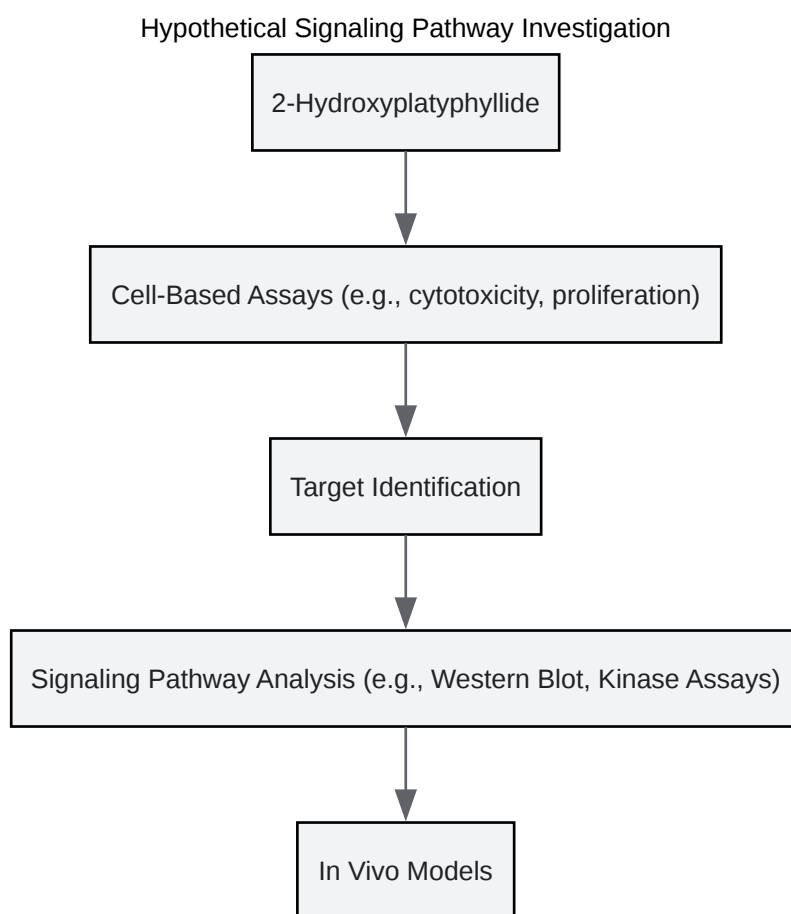 Hypothetical Signaling Pathway Investigation
2-Hydroxyplatyphyllide
Cell-Based Assays (e.g., cytotoxicity, proliferation)
Target Identification
Signaling Pathway Analysis (e.g., Western Blot, Kinase Assays)
In Vivo Models